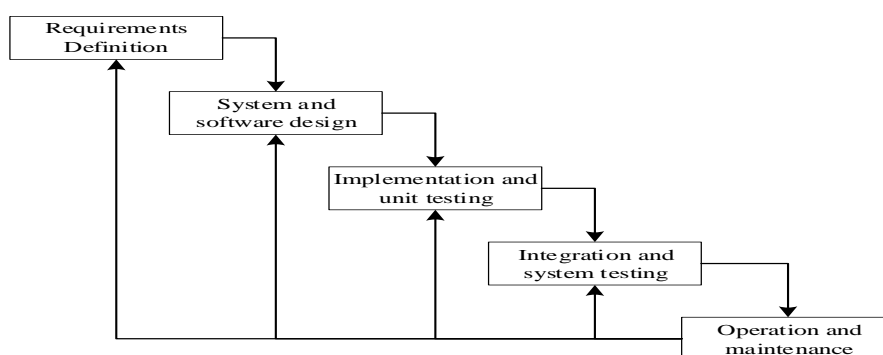 Requirements
Definition
System and
software design
Implementation and
unit testing
Integration and
system testing
Operation and
maintenance